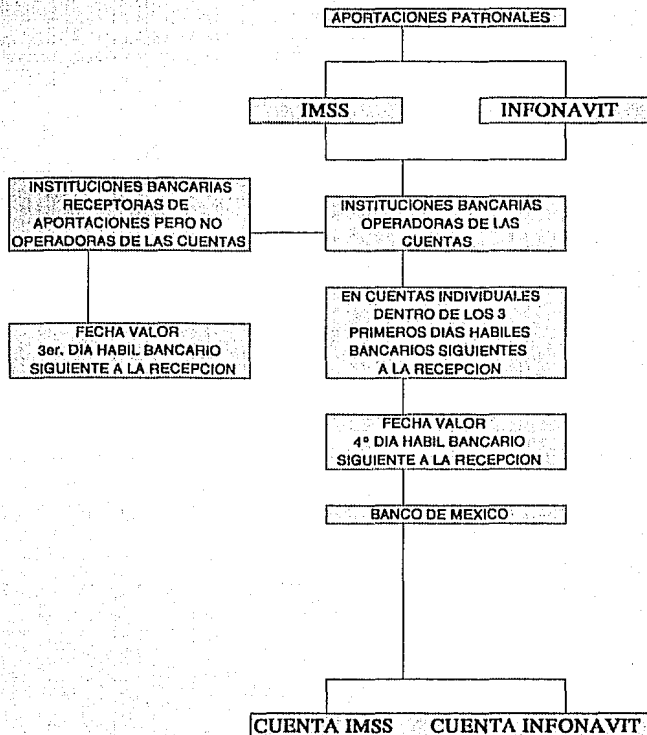 APORTACIONES PATRONALES
IMSS
INFONAVIT
INSTITUCIONES BANCARIAS
RECEPTORAS DE
APORTACIONES PERO NO
OPERADORAS DE LAS CUENTAS
INSTITUCIONES BANCARIAS
OPERADORAS DE LAS
CUENTAS
FECHA VALOR
3er. DIA HABIL BANCARIO
SIGUIENTE A LA RECEPCION
EN CUENTAS INDIVIDUALES
DENTRO DE LOS 3
PRIMEROS DIAS HABILES
BANCARIOS SIGUIENTES
A LA RECEPCION
FECHA VALOR
4º DIA HABIL BANCARIO
SIGUIENTE A LA RECEPCION
BANCO DE MEXICO
CUENTA IMSS
CUENTA INFONAVIT